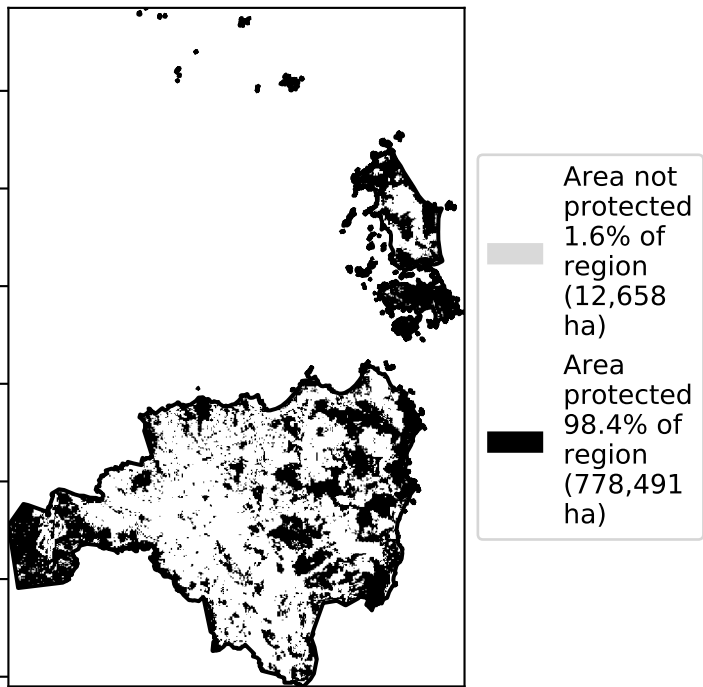 Area not
protected
1.6% of
region
(12,658
ha)
Area
protected
98.4% of
region
(778,491
ha)